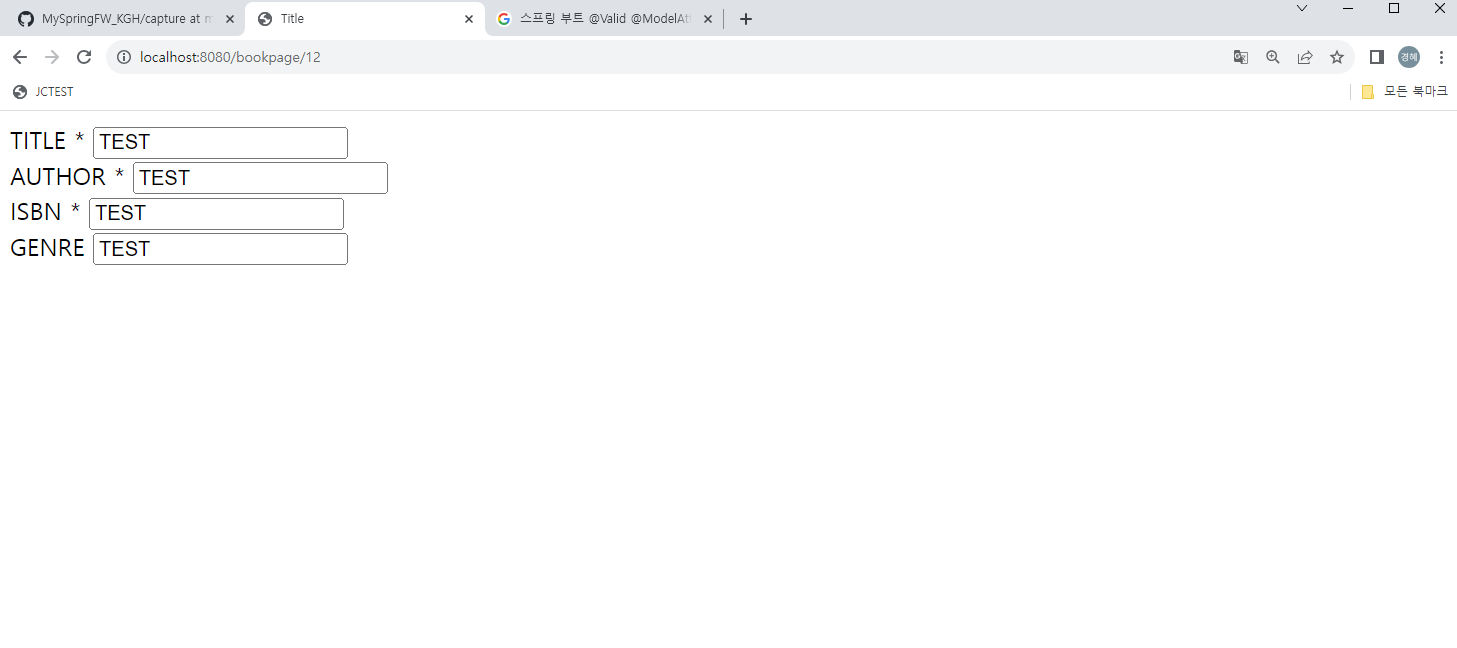 MySpringFW_KGH/capture at m
Title
스프링 부트 @Valid @ModelAt
localhost:8080/bookpage/12
경혜
JCTEST
모든 북마크
TITLE * TEST
AUTHOR * TEST
ISBN * TEST
GENRE TEST